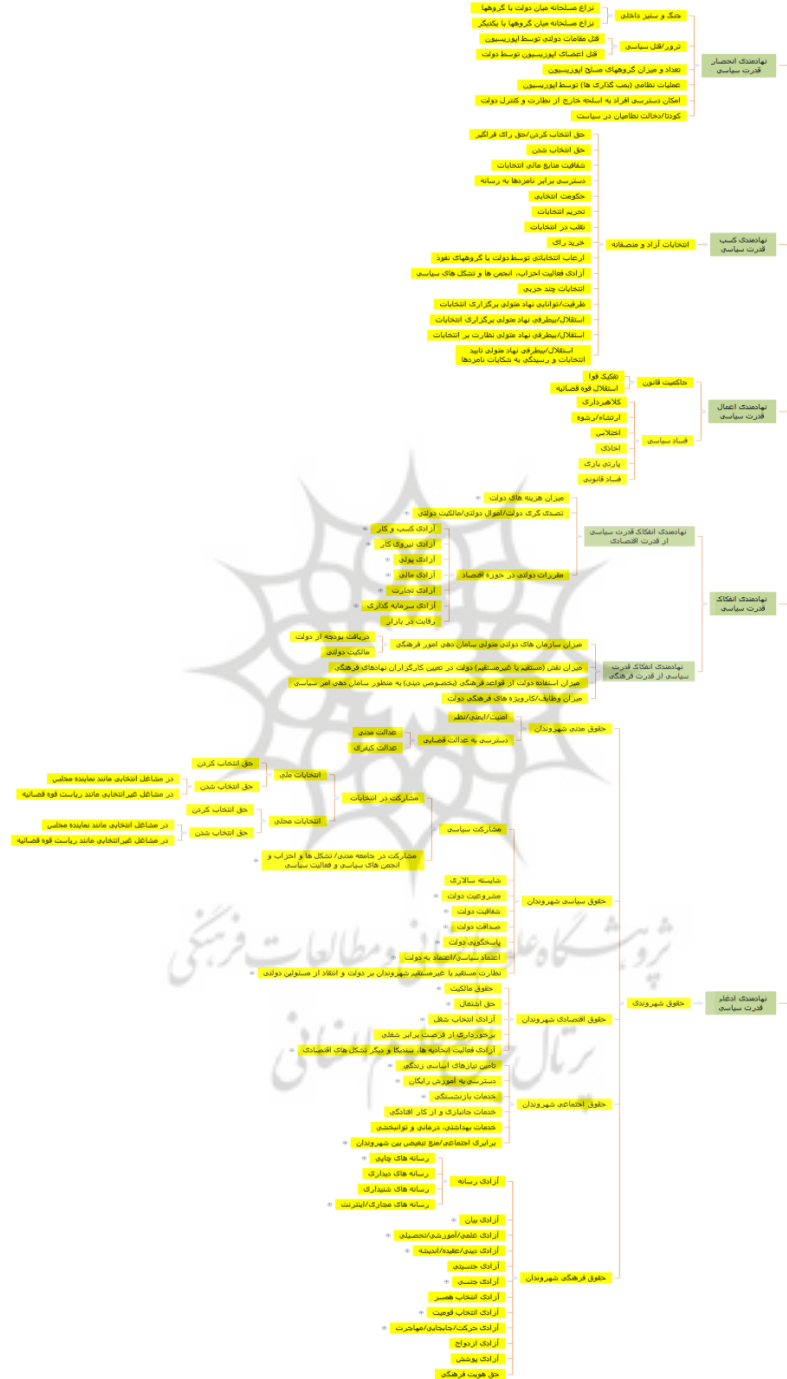 جنگ و ستیز داخلی
نزاع مسلحانه میان دولت با گروهها
نزاع مسلحانه میان گروهها با یکدیگر
ترور/قتل سیاسی
قتل مقامات دولتی توسط اپوزیسیون
قتل اعضای اپوزیسیون توسط دولت
نهادمندی انحصار
قدرت سیاسی
تعداد و میزان گروههای مسلح اپوزیسیون
عملیات نظامی (بمب گذاری ها) توسط اپوزیسیون
امکان دسترسی افراد به اسلحه خارج از نظارت و کنترل دولت
کودتا/دخالت نظامیان در سیاست
نهادمندی کسب
قدرت سیاسی
انتخابات آزاد و منصفانه
حق انتخاب کردن/حق رای فراگیر
حق انتخاب شدن
شفافیت منابع مالی انتخابات
دسترسی برابر نامزدها به رسانه
حکومت انتخابی
تحریم انتخابات
تقلب در انتخابات
خرید رای
ارعاب انتخاباتی توسط دولت یا گروههای نفوذ
آزادی فعالیت احزاب، انجمن ها و تشکل های سیاسی
انتخابات چند حزبی
ظرفیت/توانایی نهاد متولی برگزاری انتخابات
استقلال/بیطرفی نهاد متولی برگزاری انتخابات
استقلال/بیطرفی نهاد متولی نظارت بر انتخابات
استقلال/بیطرفی نهاد متولی تایید
انتخابات و رسیدگی به شکایات نامزدها
نهادمندی اعمال
قدرت سیاسی
حاکمیت قانون
تفکیک قوا
استقلال قوه قضائیه
فساد سیاسی
کلاهبرداری
ارتشاء/رشوه
اختلاس
اخاذی
پارتی بازی
فساد قانونی
نهادمندی انفکاک
قدرت سیاسی
نهادمندی انفکاک قدرت سیاسی
از قدرت اقتصادی
میزان هزینه های دولت
تصدی گری دولت/اموال دولتی/مالکیت دولتی
مقررات دولتی در حوزه اقتصاد
آزادی کسب و کار
آزادی نیروی کار
آزادی پولی
آزادی مالی
آزادی تجارت
آزادی سرمایه گذاری
رقابت در بازار
نهادمندی انفکاک قدرت
سیاسی از قدرت فرهنگی
میزان سازمان های دولتی متولی سامان دهی امور فرهنگی
دریافت بودجه از دولت
مالکیت دولتی
میزان نقش (مستقیم یا غیرمستقیم) دولت در تعیین کارگزاران نهادهای فرهنگی
میزان استفاده دولت از قواعد فرهنگی (بخصوص دینی) به منظور سامان دهی امر سیاسی
میزان وظایف/کارویژه های فرهنگی دولت
نهادمندی ادغام
قدرت سیاسی
حقوق شهروندی
حقوق مدنی شهروندان
امنیت/ایمنی/نظم
دسترسی به عدالت قضایی
عدالت مدنی
عدالت کیفری
حقوق سیاسی شهروندان
مشارکت سیاسی
مشارکت در انتخابات
انتخابات ملی
حق انتخاب کردن
حق انتخاب شدن
در مشاغل انتخابی مانند نماینده مجلس
در مشاغل غیرانتخابی مانند ریاست قوه قضائیه
انتخابات محلی
حق انتخاب کردن
حق انتخاب شدن
در مشاغل انتخابی مانند نماینده مجلس
در مشاغل غیرانتخابی مانند ریاست قوه قضائیه
مشارکت در جامعه مدنی/ تشکل ها و احزاب و
انجمن های سیاسی و فعالیت سیاسی
شایسته سالاری
مشروعیت دولت
شفافیت دولت
صداقت دولت
پاسخگویی دولت
اعتماد سیاسی/اعتماد به دولت
نظارت مستقیم یا غیرمستقیم شهروندان بر دولت و انتقاد از مسئولین دولتی
حقوق اقتصادی شهروندان
حقوق مالکیت
حق اشتغال
آزادی انتخاب شغل
برخورداری از فرصت برابر شغلی
آزادی فعالیت اتحادیه ها، سندیکا و دیگر تشکل های اقتصادی
حقوق اجتماعی شهروندان
تامین نیازهای اساسی زندگی
دسترسی به آموزش رایگان
خدمات بازنشستگی
خدمات جانبازی و از کار افتادگی
خدمات بهداشتی، درمانی و توانبخشی
برابری اجتماعی/منع تبعیض بین شهروندان
حقوق فرهنگی شهروندان
آزادی رسانه
رسانه های چاپی
رسانه های دیداری
رسانه های شنیداری
رسانه های مجازی/اینترنت
آزادی بیان
آزادی علمی/آموزشی/تحصیلی
آزادی دینی/عقیده/اندیشه
آزادی جنسیتی
آزادی جنسی
آزادی انتخاب همسر
آزادی انتخاب قومیت
آزادی حرکت/جابجایی/مهاجرت
آزادی ازدواج
آزادی پوشش
حق هویت فرهنگی
پژوهشگاه علوم انسانی و مطالعات فرهنگی
پرتال جامع علوم انسانی